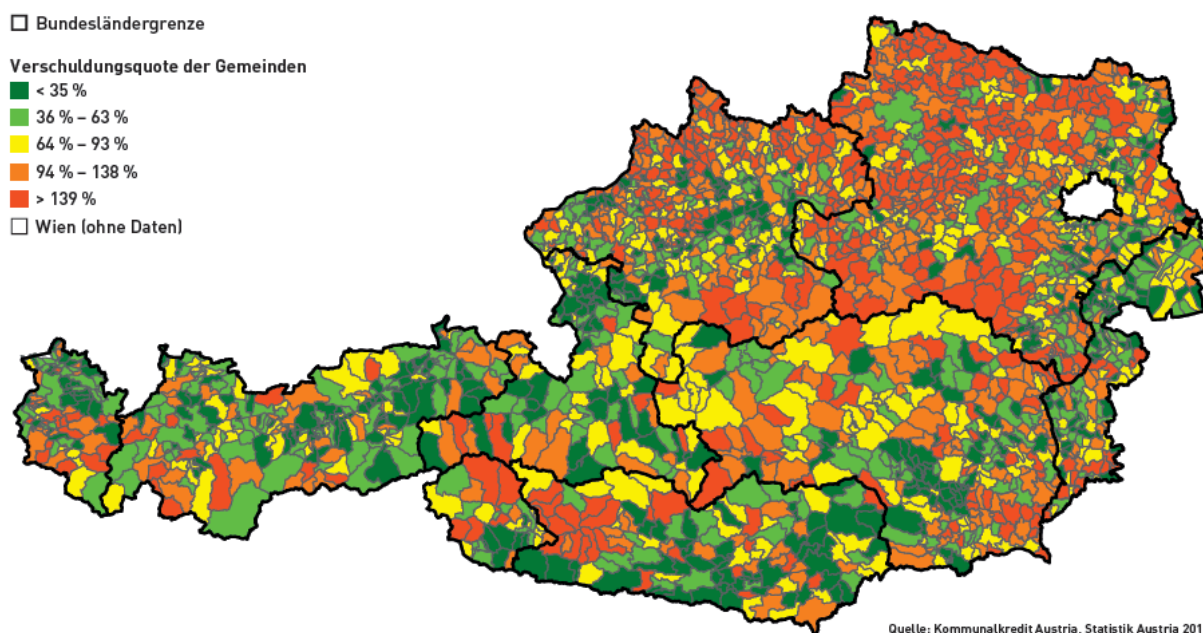 Bundesländergrenze
Verschuldungsquote der Gemeinden
< 35 %
36 % – 63 %
64 % – 93 %
94 % – 138 %
> 139 %
Wien (ohne Daten)
Quelle: Kommunalkredit Austria, Statistik Austria 201